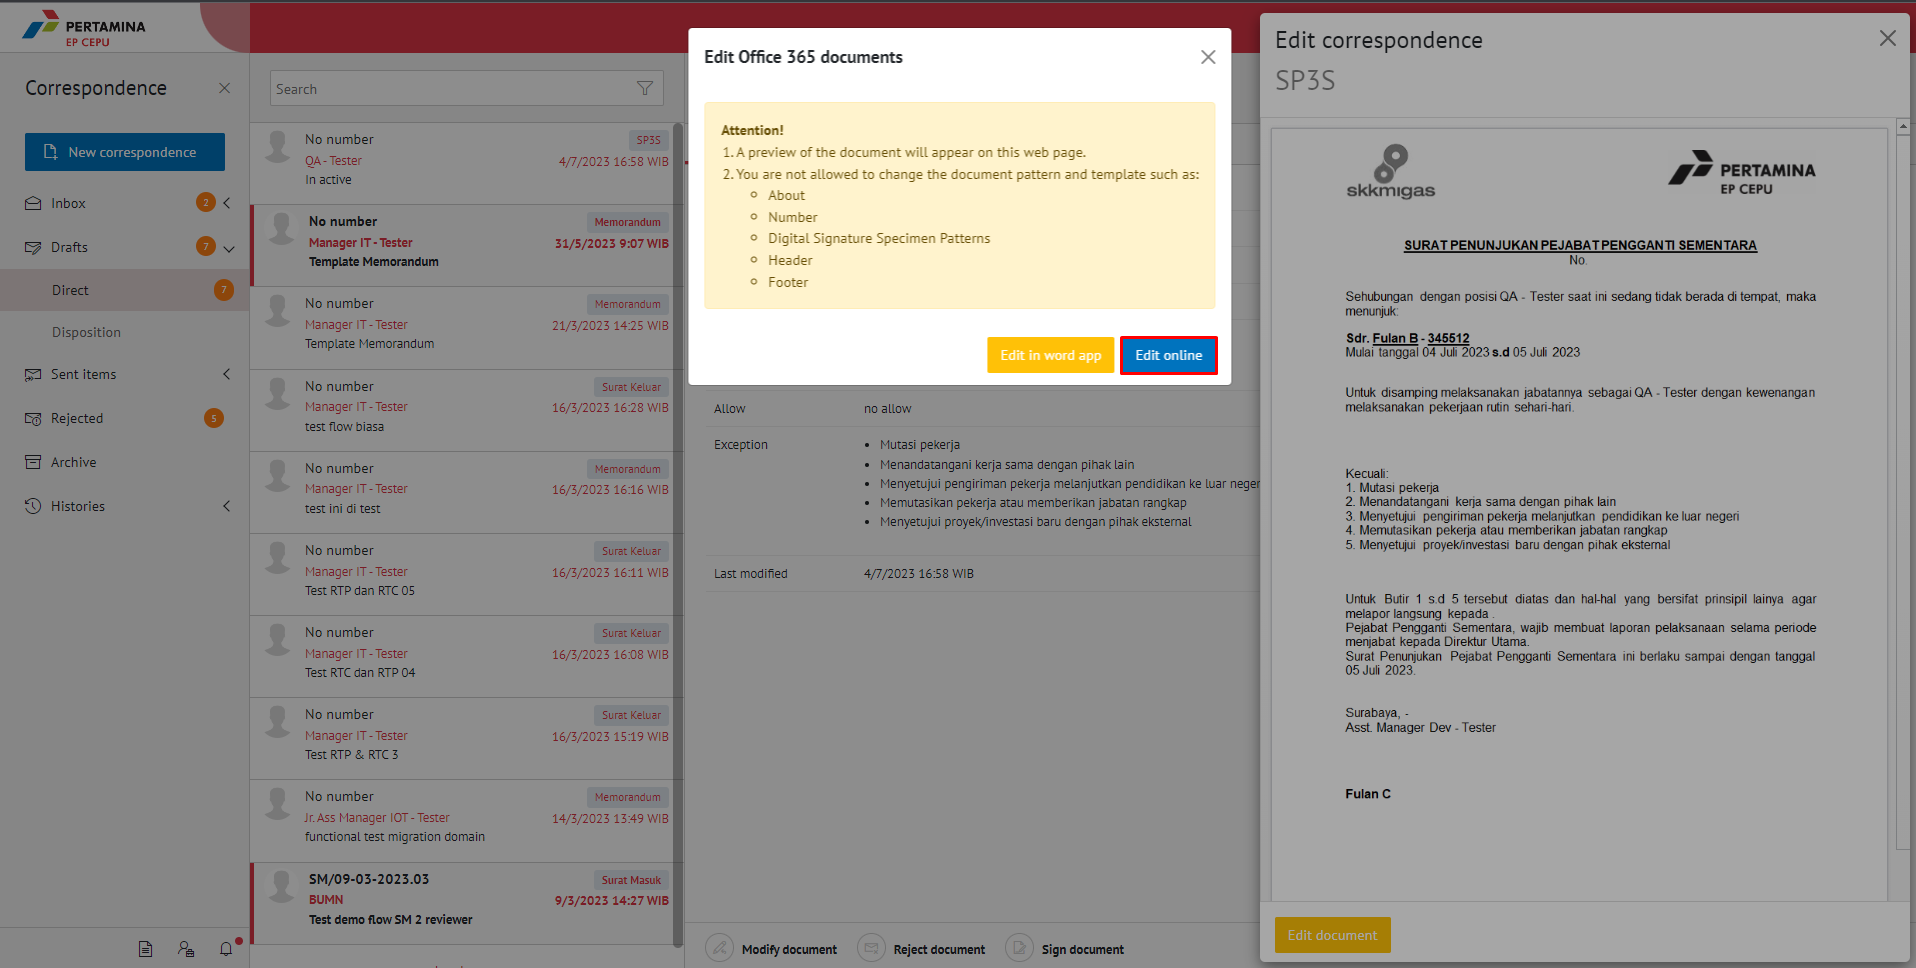 PERTAMINA
EP CEPU
Correspondence
New correspondence
Inbox
2
Drafts
7
Direct
7
Disposition
Sent items
Rejected
5
Archive
Histories
Search
No number
SP3S
QA - Tester
4/7/2023 16:58 WIB
In active
No number
Memorandum
Manager IT - Tester
31/5/2023 9:07 WIB
Template Memorandum
No number
Memorandum
Manager IT - Tester
21/3/2023 14:25 WIB
Template Memorandum
No number
Surat Keluar
Manager IT - Tester
16/3/2023 16:28 WIB
test flow biasa
No number
Memorandum
Manager IT - Tester
16/3/2023 16:16 WIB
test ini di test
No number
Surat Keluar
Manager IT - Tester
16/3/2023 16:11 WIB
Test RTP dan RTC 05
No number
Surat Keluar
Manager IT - Tester
16/3/2023 16:08 WIB
Test RTC dan RTP 04
No number
Surat Keluar
Manager IT - Tester
16/3/2023 15:19 WIB
Test RTP & RTC 3
No number
Memorandum
Jr. Ass Manager IOT - Tester
14/3/2023 13:49 WIB
functional test migration domain
SM/09-03-2023.03
Surat Masuk
BUMN
9/3/2023 14:27 WIB
Test demo flow SM 2 reviewer
Edit Office 365 documents
Attention!
1. A preview of the document will appear on this web page.
2. You are not allowed to change the document pattern and template such as:
About
Number
Digital Signature Specimen Patterns
Header
Footer
Edit in word app
Edit online
Allow
no allow
Exception
Mutasi pekerja
Menandatangani kerja sama dengan pihak lain
Menyetujui pengiriman pekerja melanjutkan pendidikan ke luar neger
Memutasikan pekerja atau memberikan jabatan rangkap
Menyetujui proyek/investasi baru dengan pihak eksternal
Last modified
4/7/2023 16:58 WIB
Modify document
Reject document
Sign document
Edit correspondence
SP3S
skkmigas
PERTAMINA
EP CEPU
SURAT PENUNJUKAN PEJABAT PENGGANTI SEMENTARA
No.
Sehubungan dengan posisi QA - Tester saat ini sedang tidak berada di tempat, maka
menunjuk:
Sdr. Fulan B - 345512
Mulai tanggal 04 Juli 2023 s.d 05 Juli 2023
Untuk disamping melaksanakan jabatannya sebagai QA - Tester dengan kewenangan
melaksanakan pekerjaan rutin sehari-hari.
Kecuali:
1. Mutasi pekerja
2. Menandatangani kerja sama dengan pihak lain
3. Menyetujui pengiriman pekerja melanjutkan pendidikan ke luar negeri
4. Memutasikan pekerja atau memberikan jabatan rangkap
5. Menyetujui proyek/investasi baru dengan pihak eksternal
Untuk Butir 1 s.d 5 tersebut diatas dan hal-hal yang bersifat prinsipil lainya agar
melapor langsung kepada .
Pejabat Pengganti Sementara, wajib membuat laporan pelaksanaan selama periode
menjabat kepada Direktur Utama.
Surat Penunjukan Pejabat Pengganti Sementara ini berlaku sampai dengan tanggal
05 Juli 2023.
Surabaya, -
Asst. Manager Dev - Tester
Fulan C
Edit document